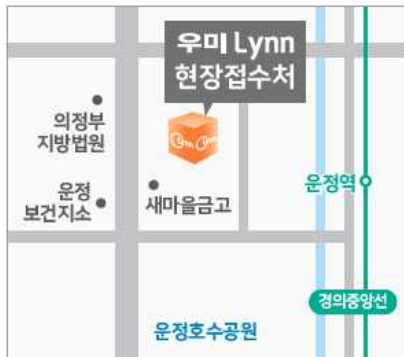 우미 Lynn
현장접수처
의정부
지방법원
운정
보건지소
새마을금고
운정역
경의중앙선
운정호수공원